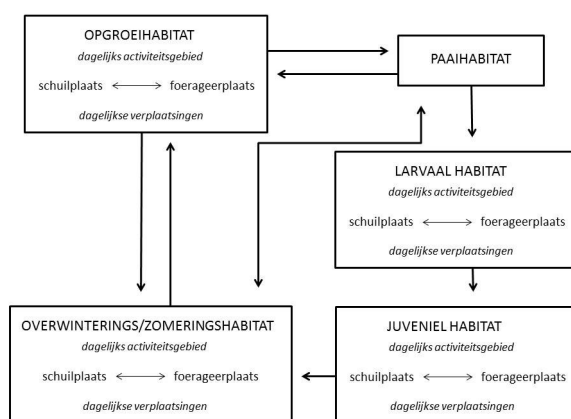 OPGROEIHABITAT
dagelijks activiteitsgebied
schuilplaats foerageerplaats
dagelijkse verplaatsingen
PAAIHABITAT
LARVAAL HABITAT
dagelijks activiteitsgebied
schuilplaats foerageerplaats
dagelijkse verplaatsingen
OVERWINTERINGS/ZOMERINGSHABITAT
dagelijks activiteitsgebied
schuilplaats foerageerplaats
dagelijkse verplaatsingen
JUVENIEL HABITAT
dagelijks activiteitsgebied
schuilplaats foerageerplaats
dagelijkse verplaatsingen